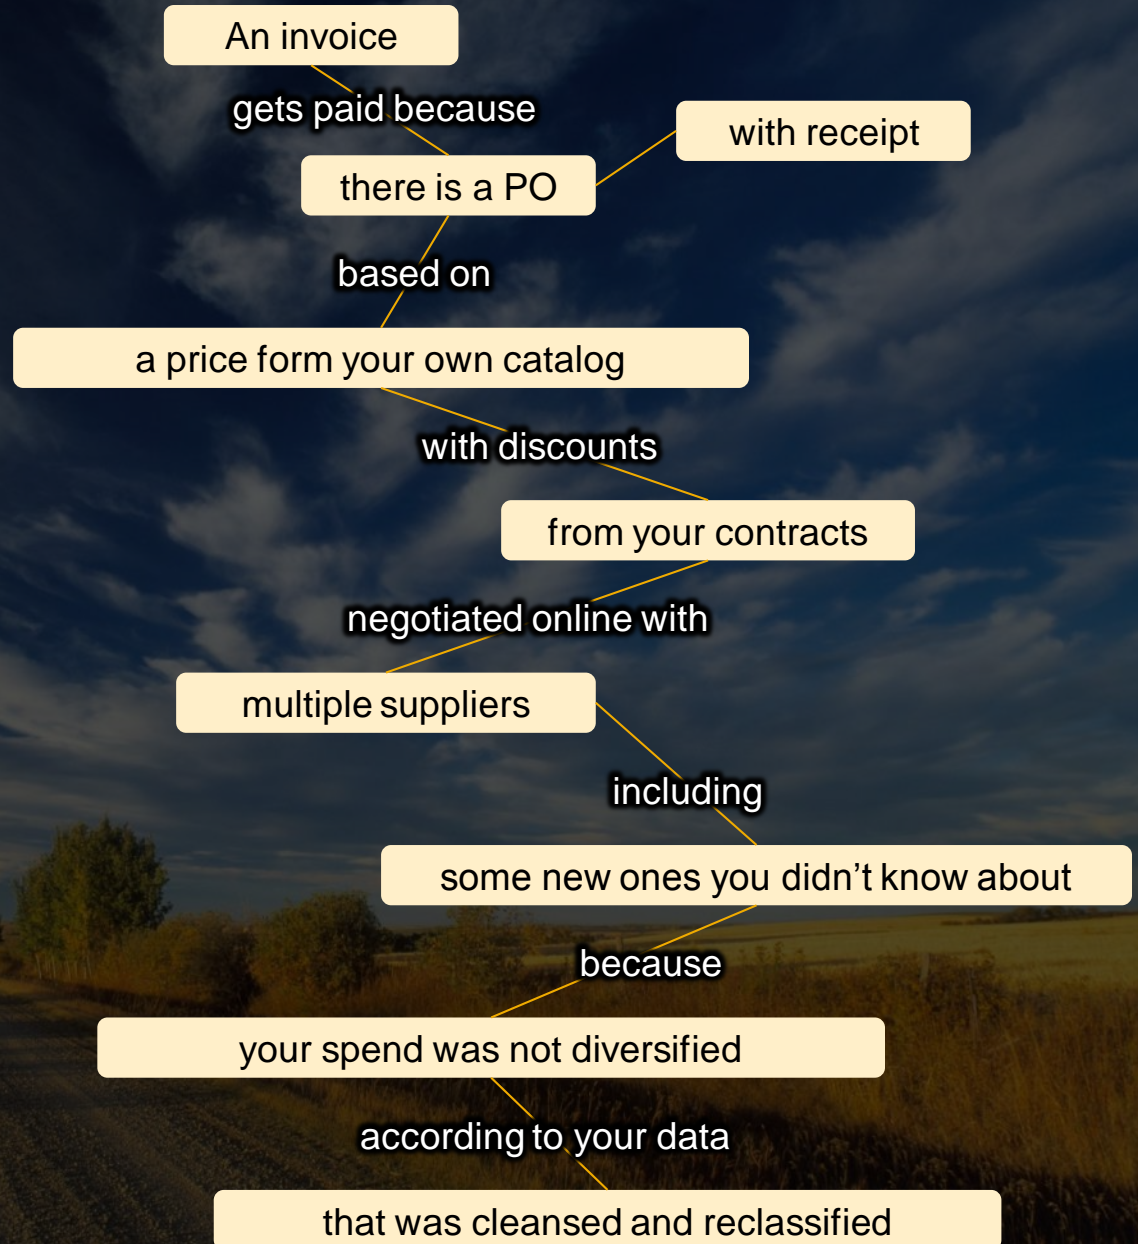 An invoice
gets paid because
with receipt
there is a PO
based on
a price form your own catalog
with discounts
from your contracts
negotiated online with
multiple suppliers
including
some new ones you didn’t know about
because
your spend was not diversified
according to your data
that was cleansed and reclassified